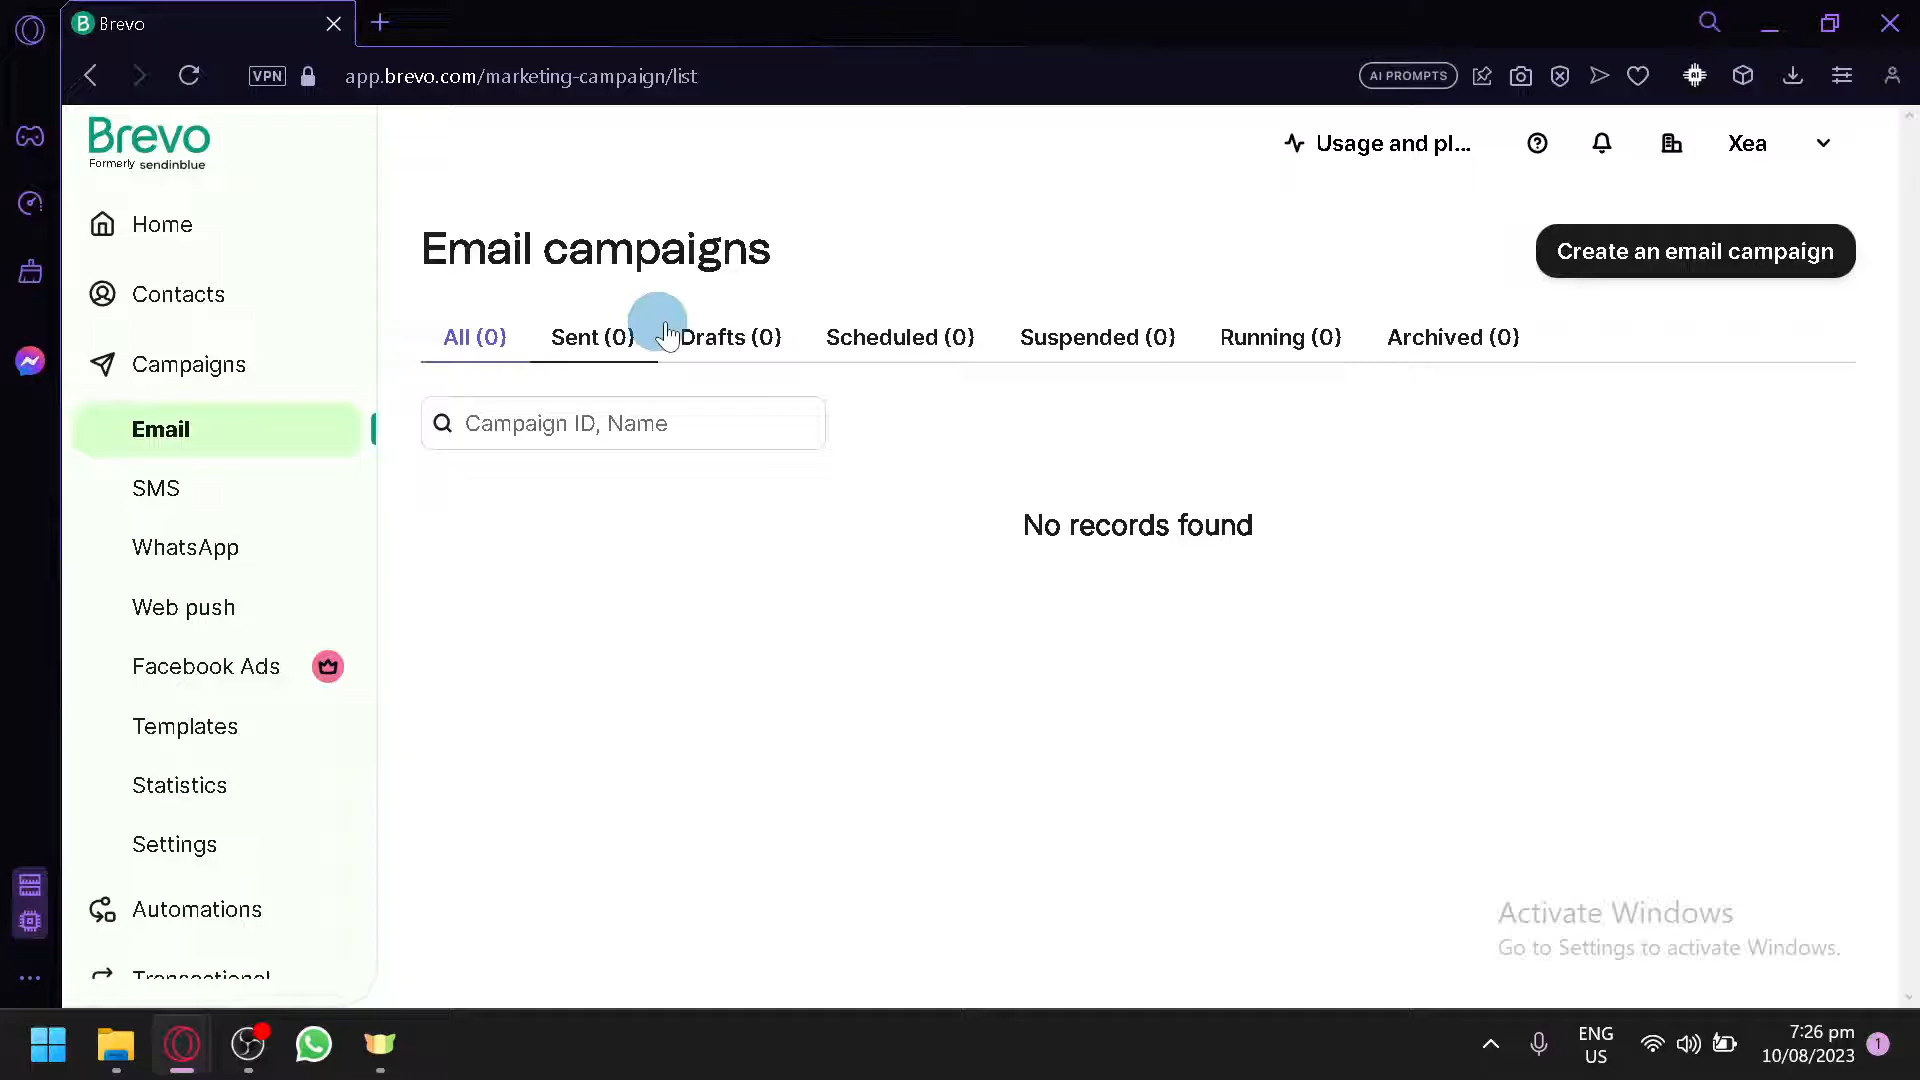 Brevo
VPN
app.brevo.com/marketing-campaign/list
AI PROMPTS
Brevo
Formerly sendinblue
Usage and pl...
Xea
Home
Contacts
Campaigns
Email
SMS
WhatsApp
Web push
Facebook Ads
Templates
Statistics
Settings
Automations
Transactional
Email campaigns
Create an email campaign
All (0)
Sent (0)
Drafts (0)
Scheduled (0)
Suspended (0)
Running (0)
Archived (0)
Campaign ID, Name
No records found
Activate Windows
Go to Settings to activate Windows.
ENG
US
7:26 pm
10/08/2023
1